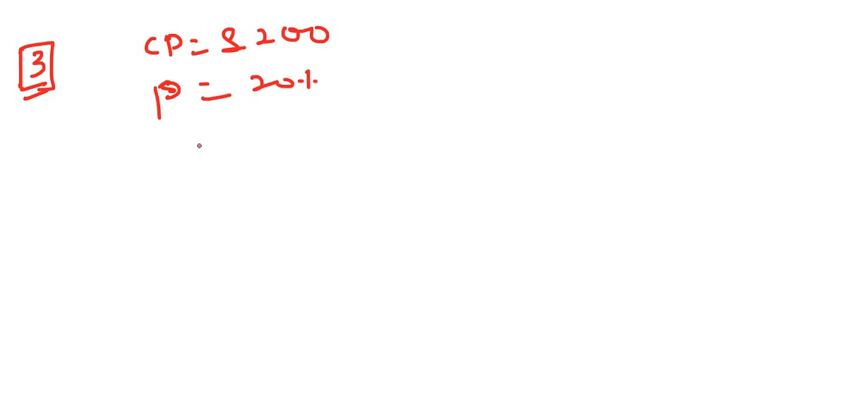 3
CP = $ 200
P = 20%